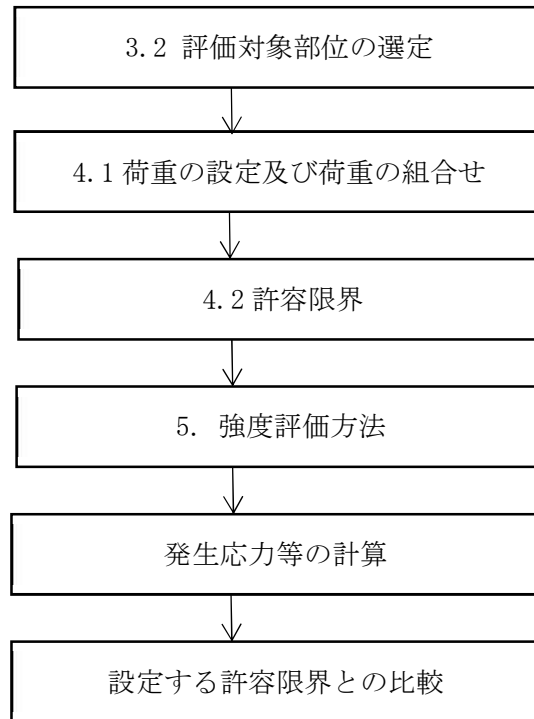 3.2 評価対象部位の選定
4.1 荷重の設定及び荷重の組合せ
4.2 許容限界
5. 強度評価方法
発生応力等の計算
設定する許容限界との比較